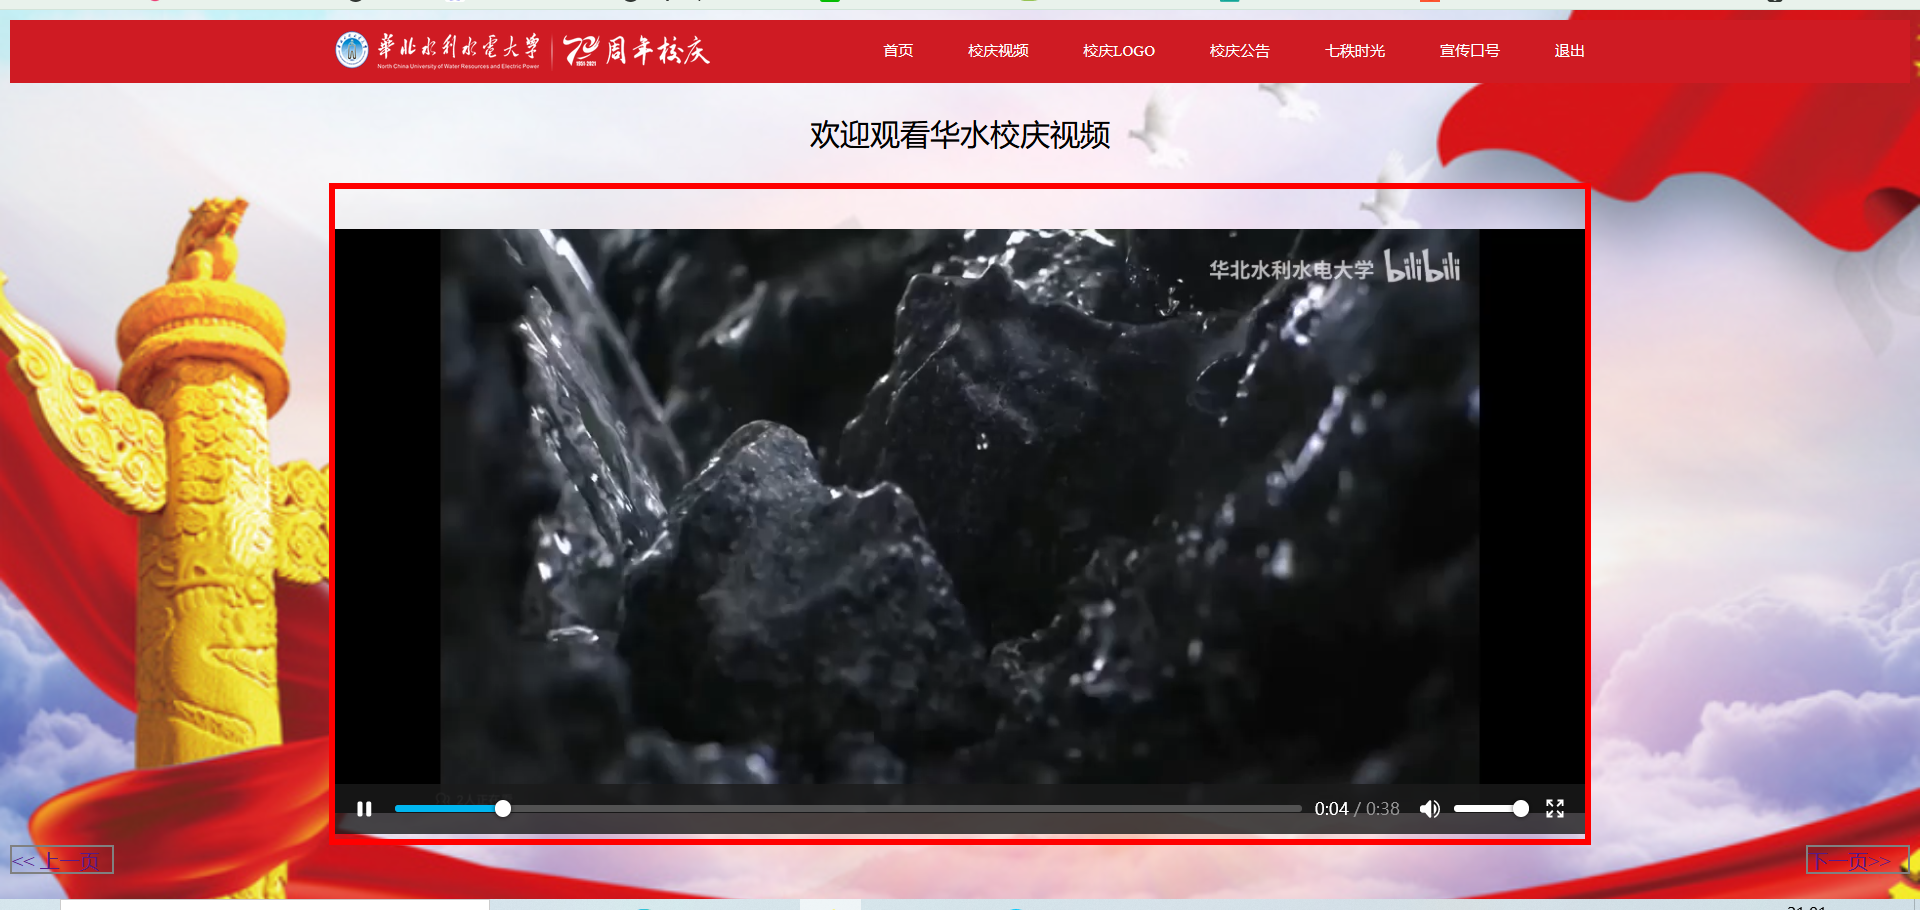 華北水利水電大學
North China University of Water Resources and Electric Power
70周年校庆
1951-2021
首页 校庆视频 校庆LOGO 校庆公告 七秩时光 宣传口号 退出
欢迎观看华水校庆视频
华北水利水电大学 bilibili
0:04 / 0:38
<< 上一页
下一页>>